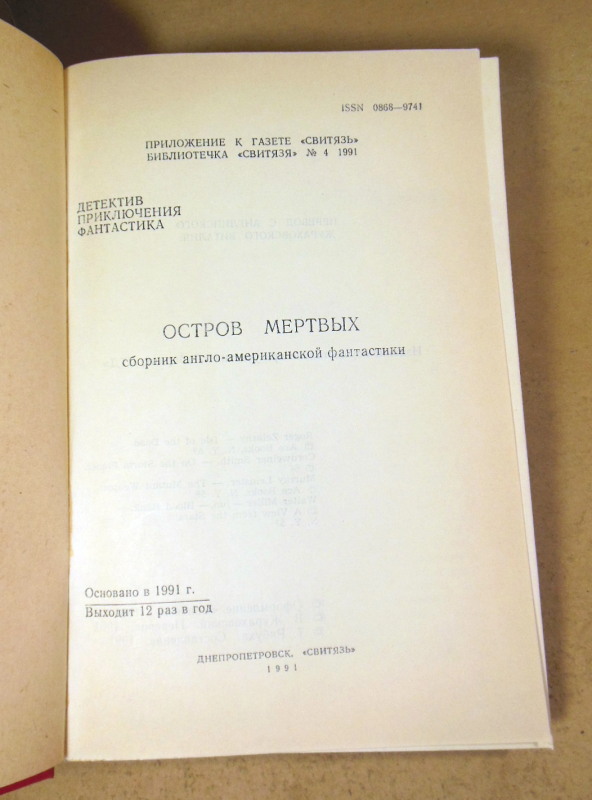 ISSN 0868—9741
ПРИЛОЖЕНИЕ К ГАЗЕТЕ «СВИТЯЗЬ»
БИБЛИОТЕЧКА «СВИТЯЗЯ» № 4 1991
ДЕТЕКТИВ
ПРИКЛЮЧЕНИЯ
ФАНТАСТИКА
ОСТРОВ МЕРТВЫХ
сборник англо-американской фантастики
Основано в 1991 г.
Выходит 12 раз в год
ДНЕПРОПЕТРОВСК, «СВИТЯЗЬ»
1991